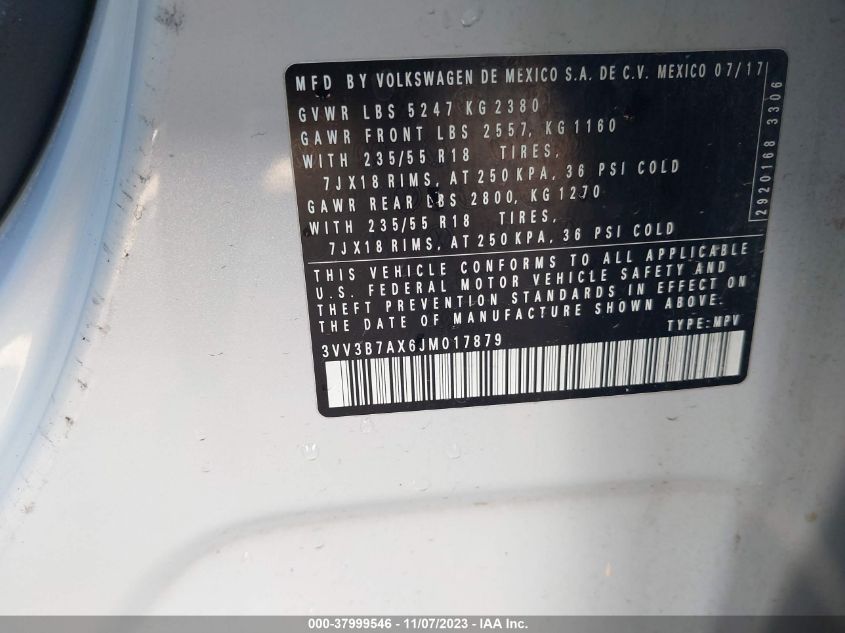 MFD BY VOLKSWAGEN DE MEXICO S.A. DE C.V. MEXICO 07/17
GVWR LBS 5247 KG 2380
GAWR FRONT LBS 2557, KG 1160
WITH 235/55 R18 TIRES,
7JX18 RIMS, AT 250 KPA, 36 PSI COLD
GAWR REAR LBS 2800, KG 1270
WITH 235/55 R18 TIRES,
7JX18 RIMS, AT 250 KPA, 36 PSI COLD
2920168 3306
THIS VEHICLE CONFORMS TO ALL APPLICABLE
U.S. FEDERAL MOTOR VEHICLE SAFETY AND
THEFT PREVENTION STANDARDS IN EFFECT ON
THE DATE OF MANUFACTURE SHOWN ABOVE.
TYPE:MPV
3VV3B7AX6JM017879
000-37999546 - 11/07/2023 - IAA Inc.